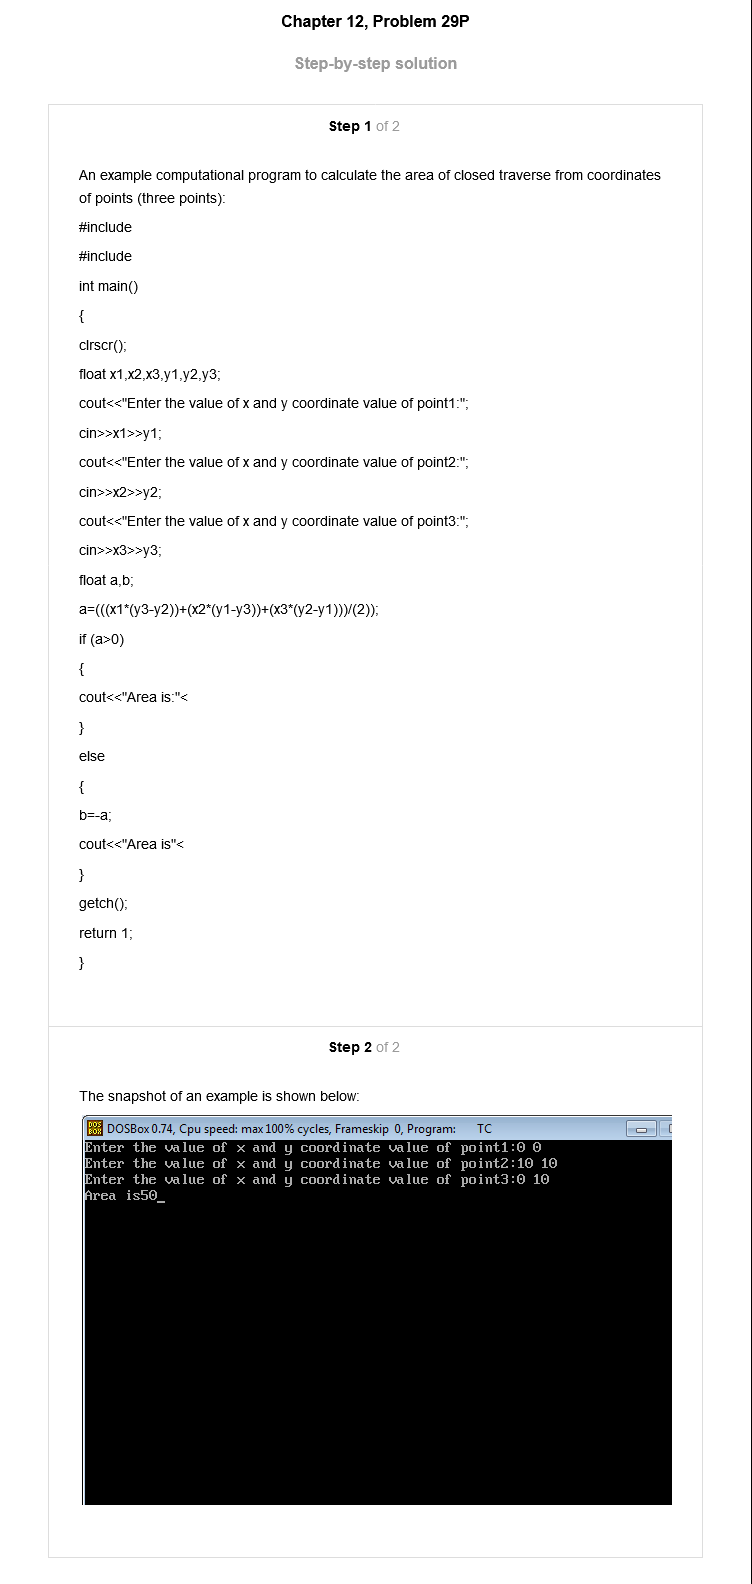 Chapter 12, Problem 29P
Step-by-step solution
Step 1 of 2
An example computational program to calculate the area of closed traverse from coordinates
of points (three points):
#include
#include
int main()
{
clrscr();
float x1,x2,x3,y1,y2,y3;
cout<<"Enter the value of x and y coordinate value of point1:";
cin>>x1>>y1;
cout<<"Enter the value of x and y coordinate value of point2:";
cin>>x2>>y2;
cout<<"Enter the value of x and y coordinate value of point3:";
cin>>x3>>y3;
float a,b;
a=(((x1*(y3-y2))+(x2*(y1-y3))+(x3*(y2-y1)))/(2));
if (a>0)
{
cout<<"Area is:"<
}
else
{
b=-a;
cout<<"Area is"<
}
getch();
return 1;
}
Step 2 of 2
The snapshot of an example is shown below:
DOS BOX DOSBox 0.74, Cpu speed: max 100% cycles, Frameskip 0, Program: TC
Enter the value of x and y coordinate value of point1:0 0
Enter the value of x and y coordinate value of point2:10 10
Enter the value of x and y coordinate value of point3:0 10
Area is50_